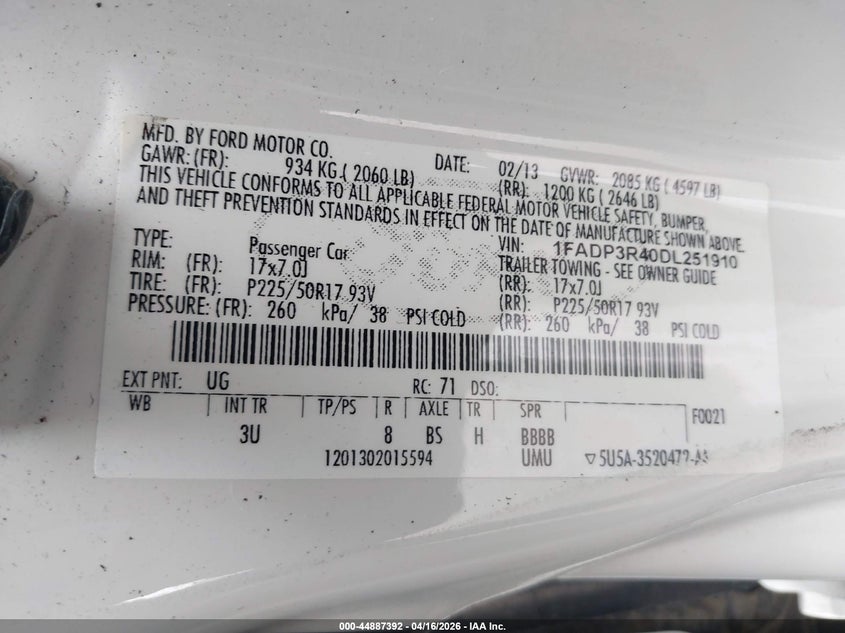 MFD. BY FORD MOTOR CO.
DATE: 02/13 GVWR: 2085 KG ( 4597 LB)
GAWR: (FR): 934 KG ( 2060 LB) (RR): 1200 KG ( 2646 LB)
THIS VEHICLE CONFORMS TO ALL APPLICABLE FEDERAL MOTOR VEHICLE SAFETY, BUMPER,
AND THEFT PREVENTION STANDARDS IN EFFECT ON THE DATE OF MANUFACTURE SHOWN ABOVE.
VIN: 1FADP3R40DL251910
TYPE: Passenger Car TRAILER TOWING - SEE OWNER GUIDE
RIM: (FR): 17x7.0J (RR): 17x7.0J
TIRE: (FR): P225/50R17 93V (RR): P225/50R17 93V
PRESSURE: (FR): 260 kPa/ 38 PSI COLD (RR): 260 kPa/ 38 PSI COLD
EXT PNT: UG RC: 71 DSO:
WB INT TR TP/PS R AXLE TR SPR F0021
3U 8 BS H BBBB
1201302015594 UMU
000-44887392 - 04/16/2026 - IAA Inc.